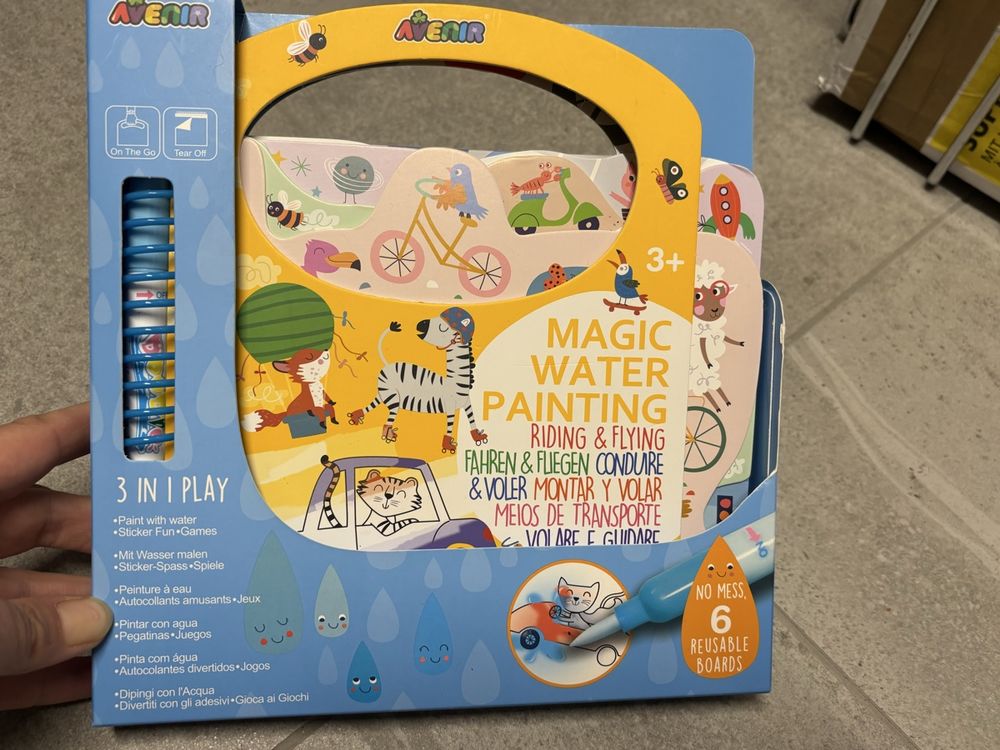 AVENIR
On The Go
Tear Off
3 IN 1 PLAY
•Paint with water
•Sticker Fun•Games
•Mit Wasser malen
•Sticker-Spass•Spiele
•Peinture à eau
•Autocollants amusants•Jeux
•Pintar con agua
•Pegatinas•Juegos
•Pinta com água
•Autocolantes divertidos•Jogos
•Dipingi con l'Acqua
•Divertiti con gli adesivi•Gioca ai Giochi
AVENIR
3+
MAGIC
WATER
PAINTING
RIDING & FLYING
FAHREN & FLIEGEN CONDUIRE
& VOLER MONTAR Y VOLAR
MEIOS DE TRANSPORTE
VOLARE E GUIDARE
NO MESS,
6
REUSABLE
BOARDS